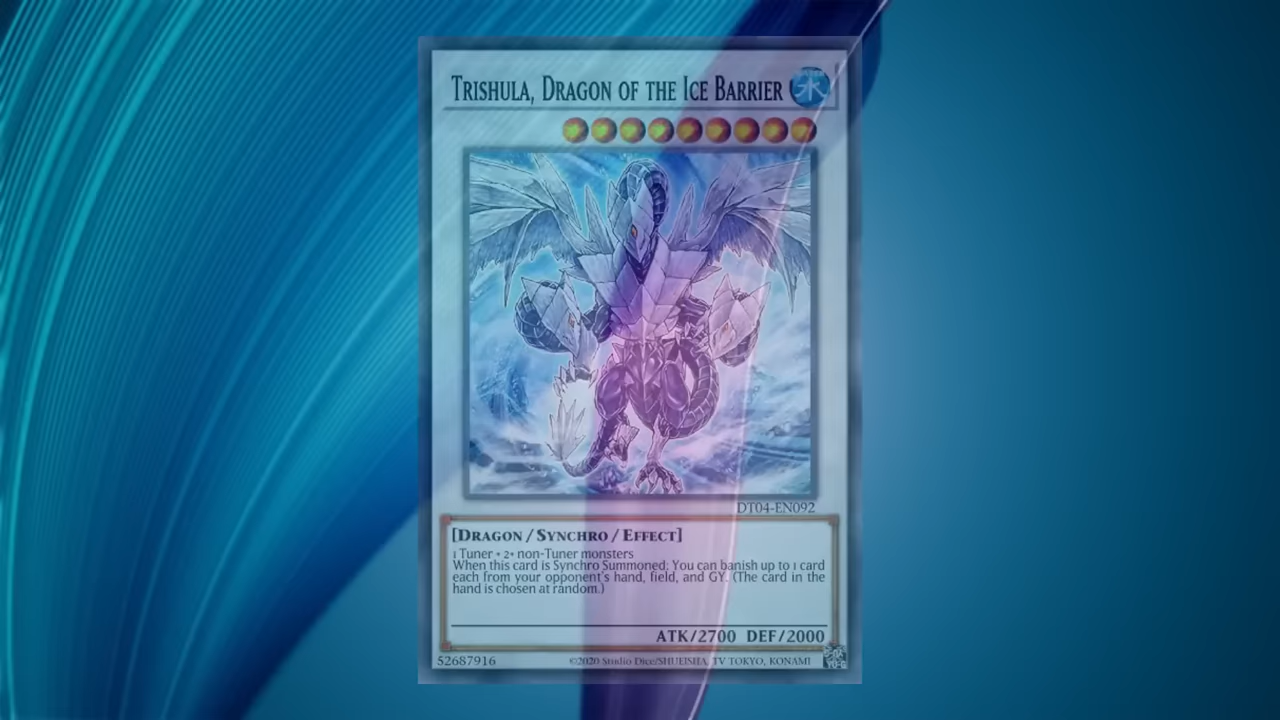 TRISHULA, DRAGON OF THE ICE BARRIER
水
DT04-EN092
[DRAGON / SYNCHRO / EFFECT]
1 Tuner + 2+ non-Tuner monsters
When this card is Synchro Summoned: You can banish up to 1 card
each from your opponent's hand, field, and GY. (The card in the
hand is chosen at random.)
ATK/2700 DEF/2000
52687916
©2020 Studio Dice/SHUEISHA, TV TOKYO, KONAMI